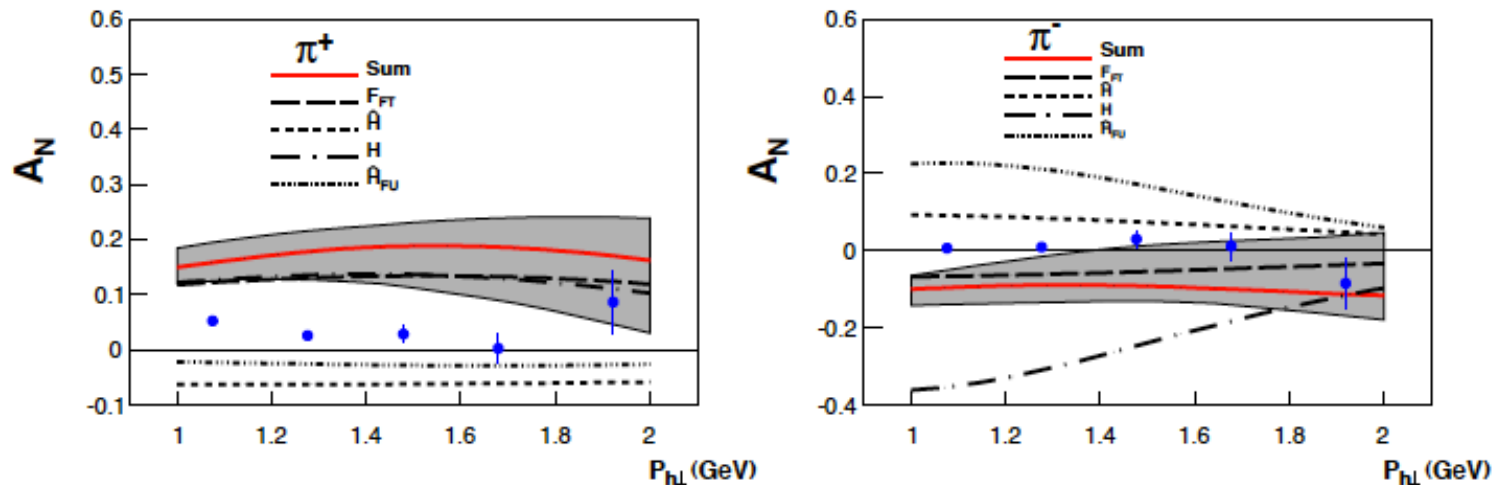 π+
Sum
F_FT
Ĥ
H
Ĥ_FU
0.6
0.5
0.4
0.3
0.2
0.1
0
-0.1
A_N
1 1.2 1.4 1.6 1.8 2
P_h⊥ (GeV)
π-
Sum
F_FT
Ĥ
H
Ĥ_FU
0.6
0.4
0.2
0
-0.2
-0.4
A_N
1 1.2 1.4 1.6 1.8 2
P_h⊥ (GeV)